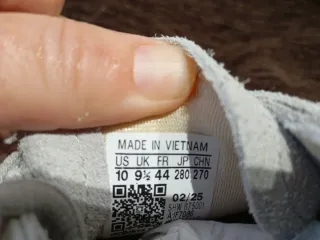 MADE IN VIETNAM
US UK FR JP CHN
10 9½ 44 280 270
02/25